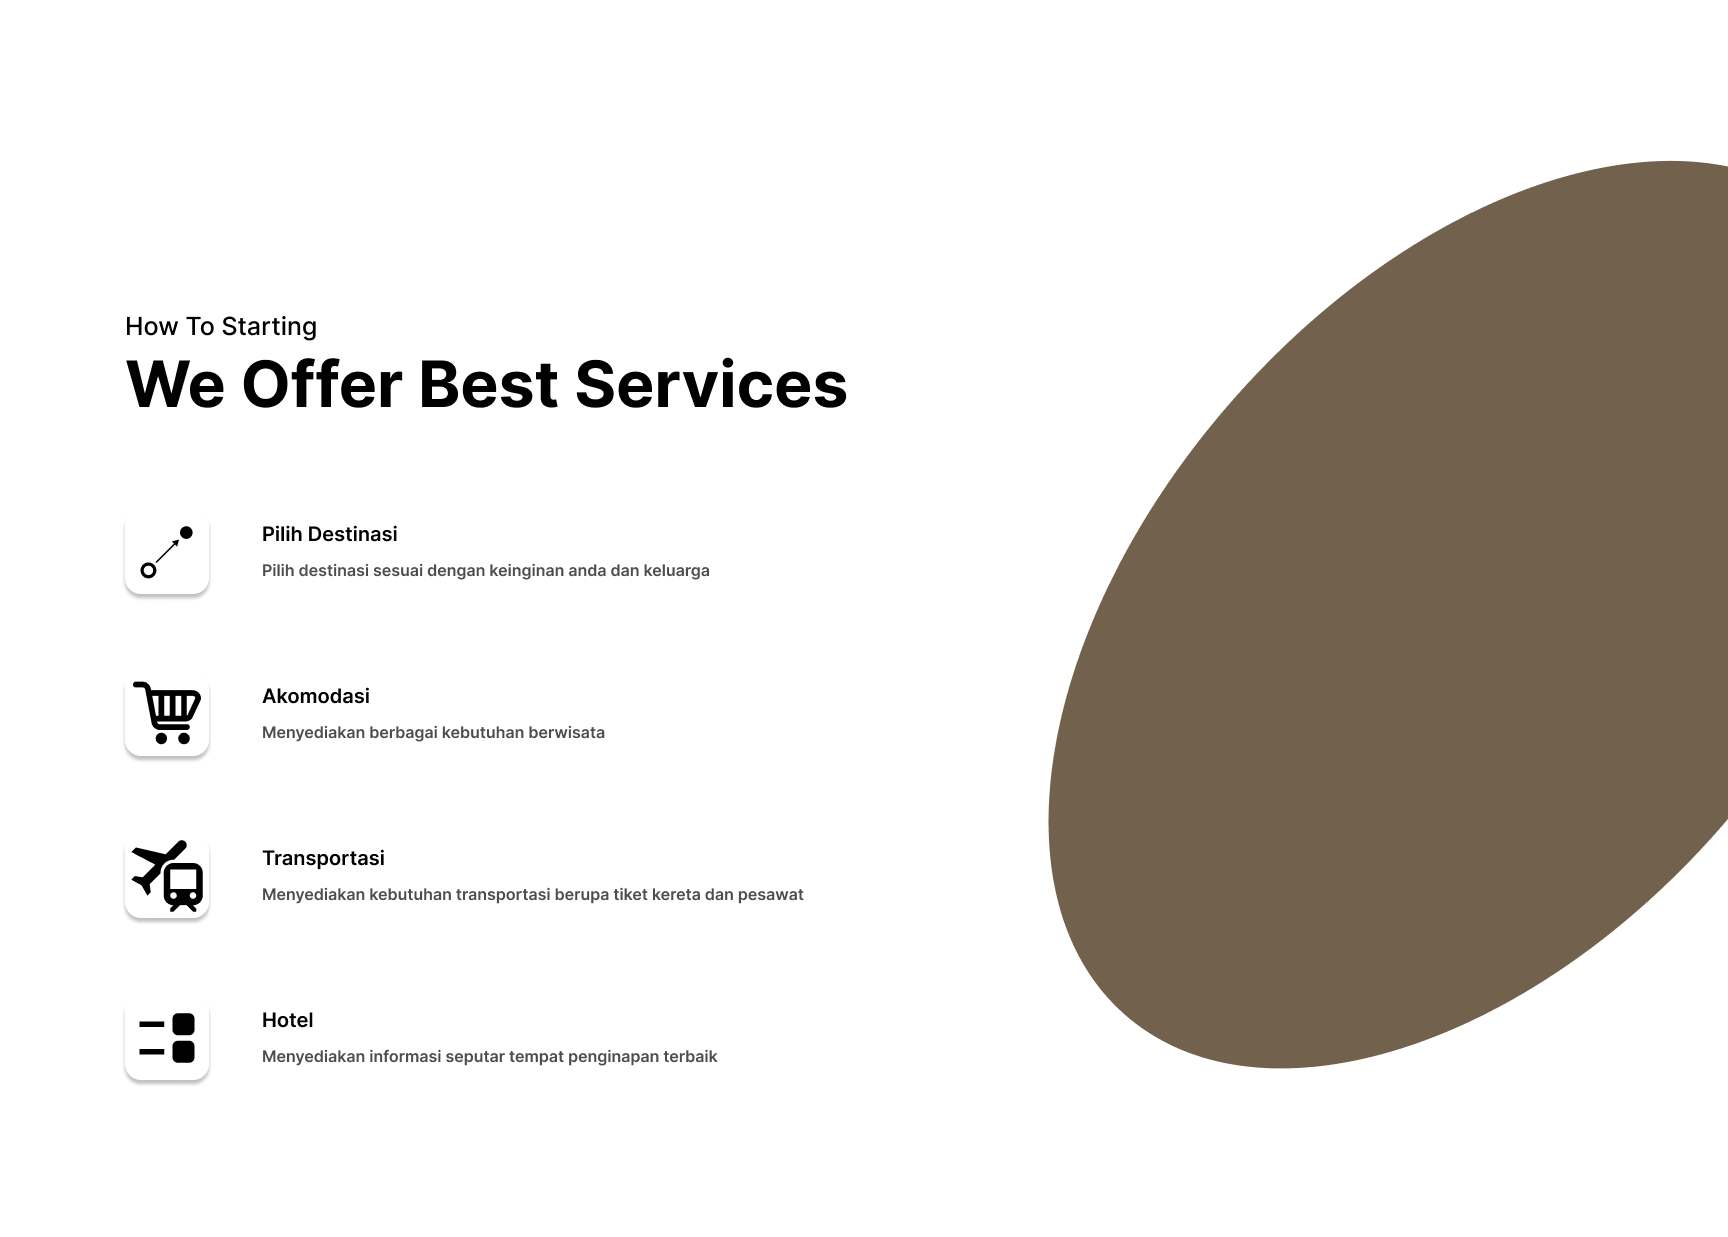 How To Starting
We Offer Best Services
Pilih Destinasi
Pilih destinasi sesuai dengan keinginan anda dan keluarga
Akomodasi
Menyediakan berbagai kebutuhan berwisata
Transportasi
Menyediakan kebutuhan transportasi berupa tiket kereta dan pesawat
Hotel
Menyediakan informasi seputar tempat penginapan terbaik